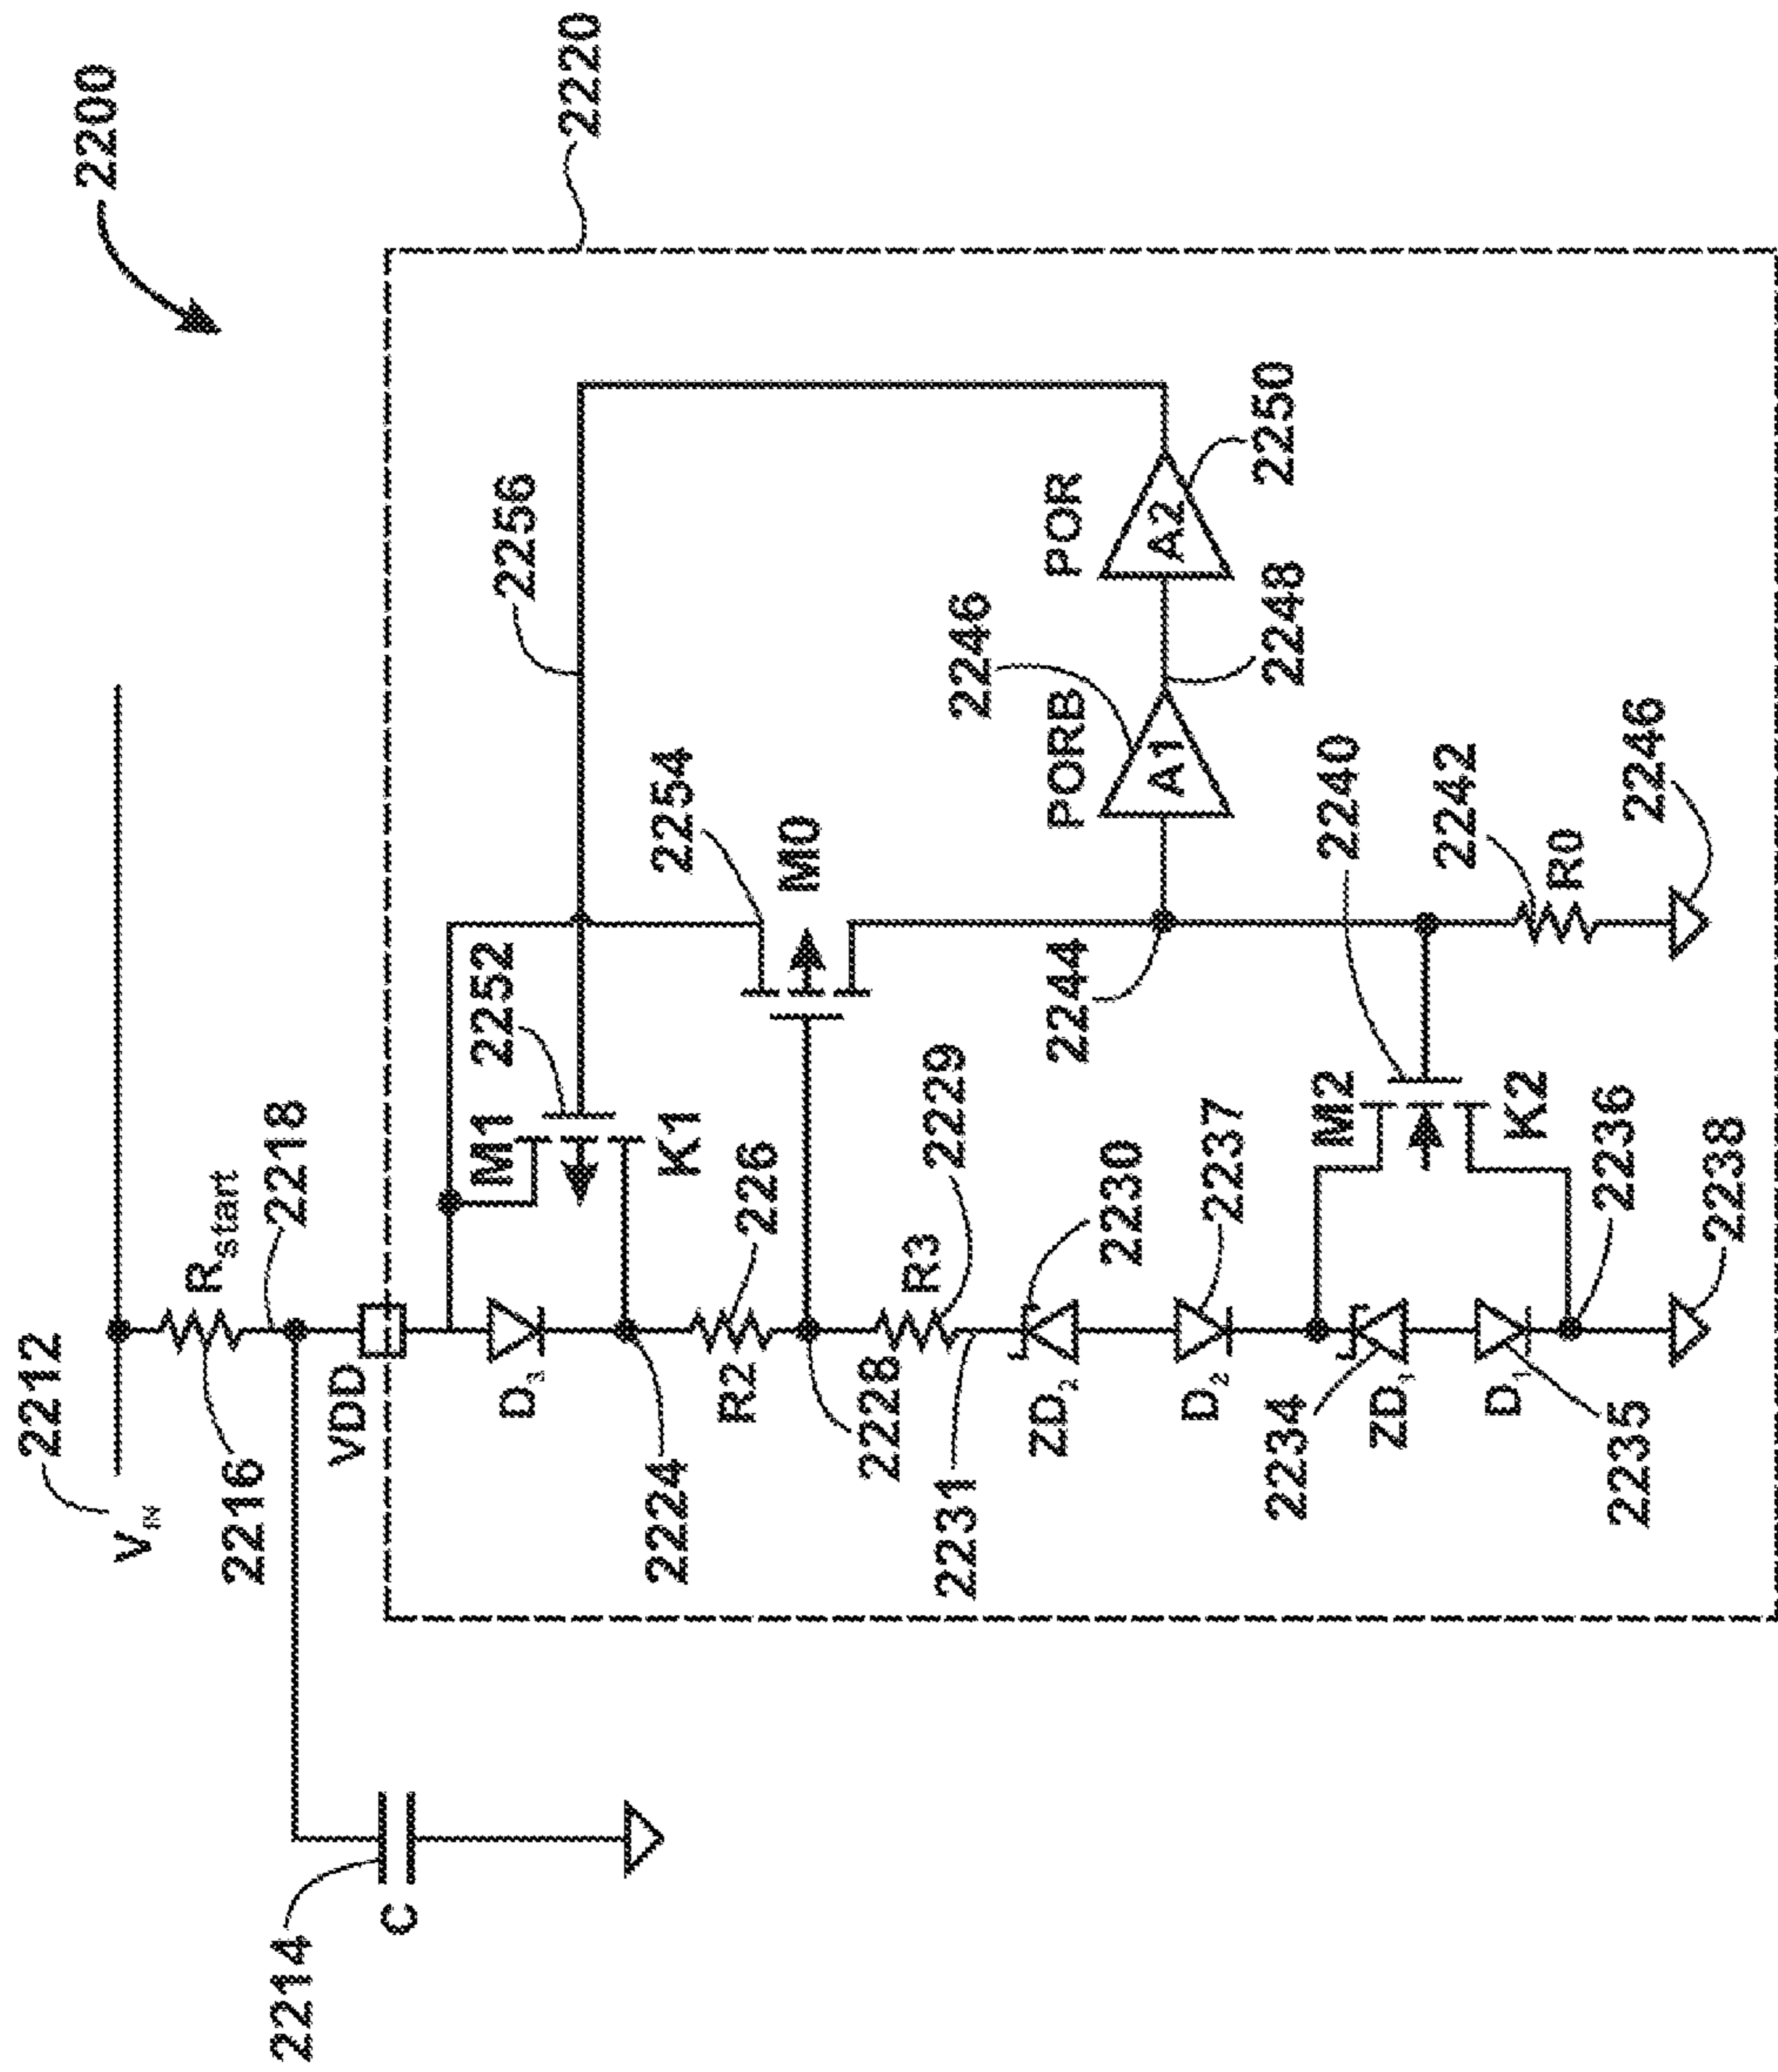 2200
2212
V_IN
2216
R_start
2218
2220
2214
C
VDD
D_3
M1
2252
K1
2256
2254
M0
2224
R2
226
2228
R3
2229
2231
ZD_2
2230
D_2
2237
2244
PORB
A1
2246
2248
POR
A2
2250
M2
K2
2240
2242
R0
2246
2234
ZD_1
D_1
2235
2236
2238